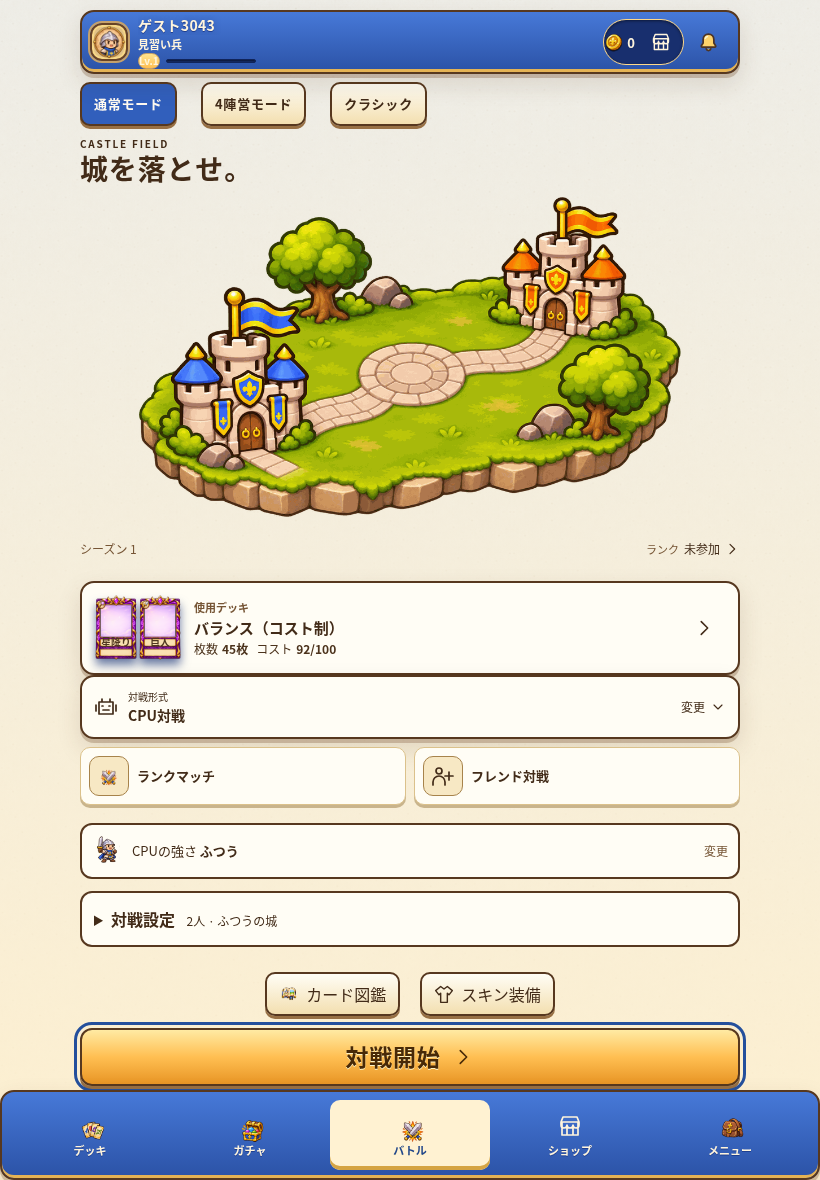 ゲスト3043
見習い兵
Lv.1
0
通常モード
4陣営モード
クラシック
CASTLE FIELD
城を落とせ。
シーズン 1
ランク 未参加
星降り
巨人
使用デッキ
バランス（コスト制）
枚数 45枚 コスト 92/100
対戦形式
CPU対戦
変更
ランクマッチ
フレンド対戦
CPUの強さ ふつう
変更
対戦設定 2人 · ふつうの城
カード図鑑
スキン装備
対戦開始
デッキ
ガチャ
バトル
ショップ
メニュー